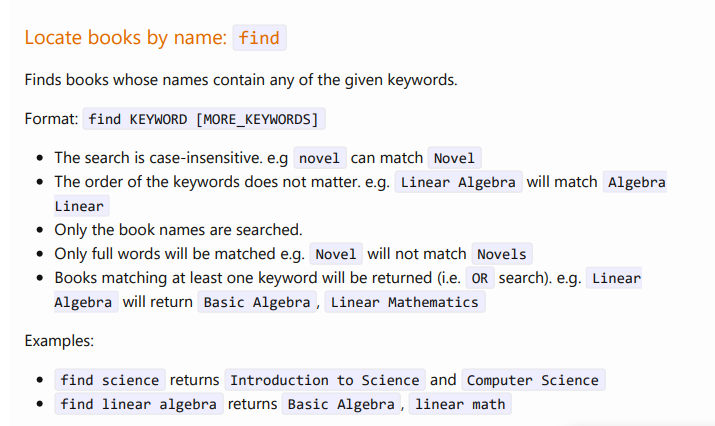 Locate books by name: find
Finds books whose names contain any of the given keywords.
Format: find KEYWORD [MORE_KEYWORDS]
• The search is case-insensitive. e.g novel can match Novel
• The order of the keywords does not matter. e.g. Linear Algebra will match Algebra
Linear
• Only the book names are searched.
• Only full words will be matched e.g. Novel will not match Novels
• Books matching at least one keyword will be returned (i.e. OR search). e.g. Linear
Algebra will return Basic Algebra, Linear Mathematics
Examples:
• find science returns Introduction to Science and Computer Science
• find linear algebra returns Basic Algebra, linear math